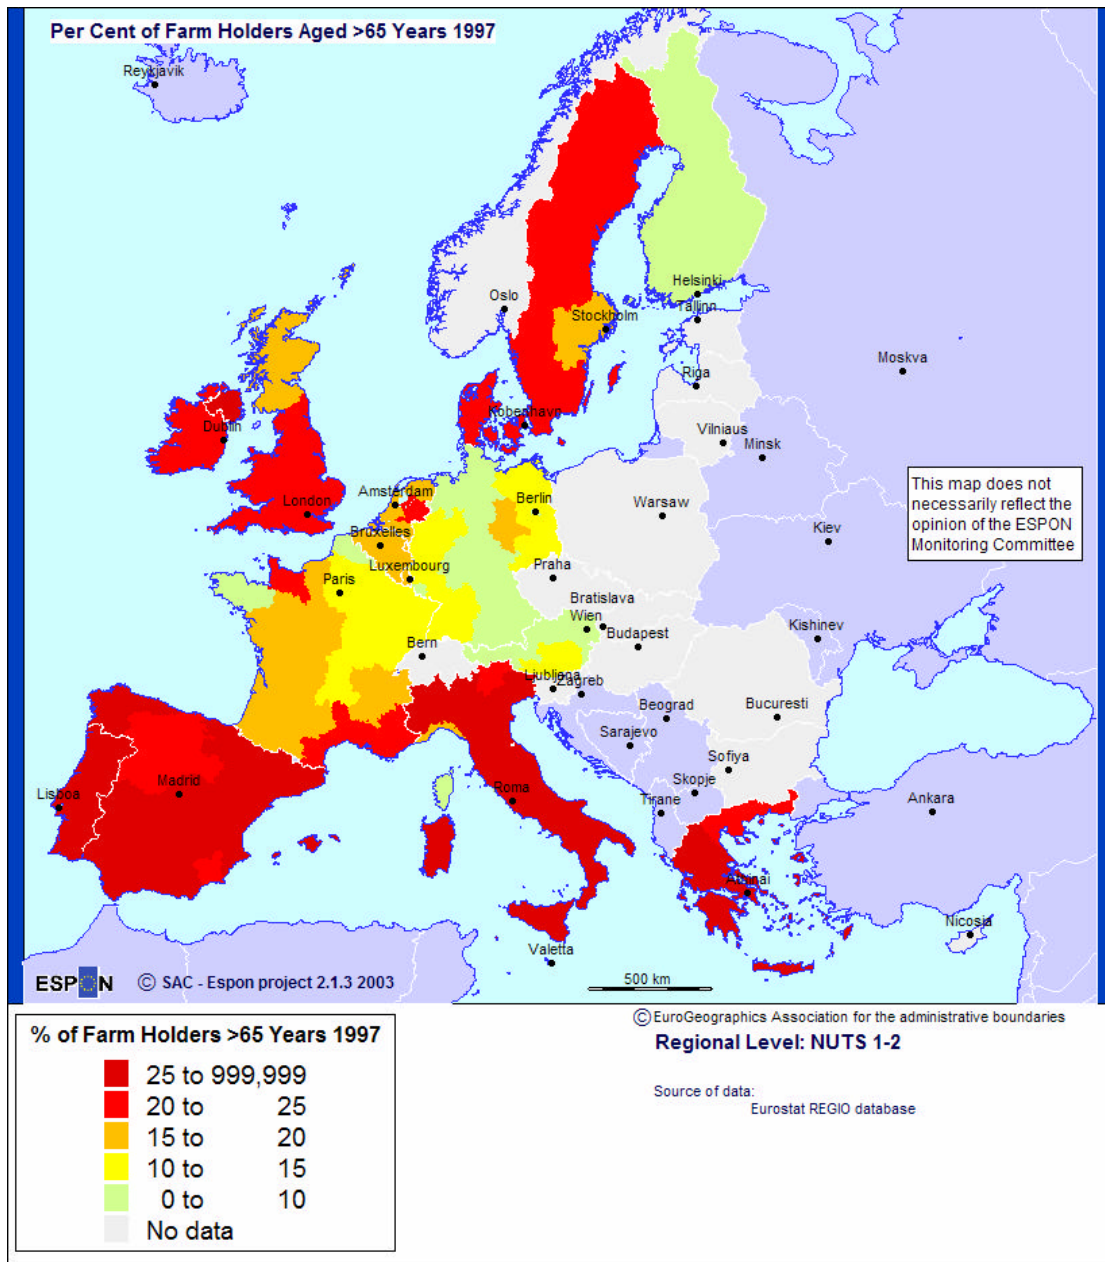 Per Cent of Farm Holders Aged >65 Years 1997
Reykjavik
Oslo
Helsinki
Tallinn
Stockholm
Moskva
Riga
Kobenhavn
Dublin
Vilniaus
Minsk
This map does not
necessarily reflect the
opinion of the ESPON
Monitoring Committee
London
Amsterdam
Berlin
Warsaw
Kiev
Bruxelles
Luxembourg
Praha
Paris
Bratislava
Wien
Budapest
Kishinev
Bern
Ljubljana
Zagreb
Beograd
Bucuresti
Sarajevo
Sofiya
Skopje
Madrid
Lisboa
Roma
Tirane
Ankara
Athinai
Nicosia
Valetta
ESPON
© SAC - Espon project 2.1.3 2003
500 km
© EuroGeographics Association for the administrative boundaries
Regional Level: NUTS 1-2
Source of data:
Eurostat REGIO database
% of Farm Holders >65 Years 1997
25 to 999,999
20 to 25
15 to 20
10 to 15
0 to 10
No data